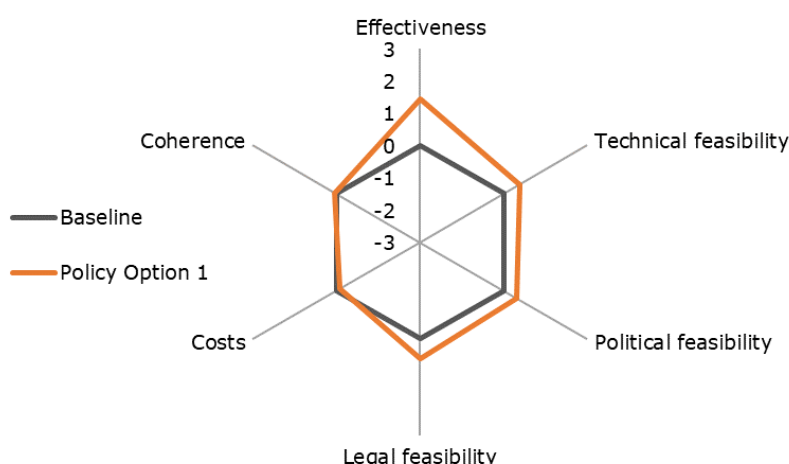 Effectiveness
3
2
1
0
-1
-2
-3
Coherence
Technical feasibility
Baseline
Policy Option 1
Costs
Political feasibility
Legal feasibility